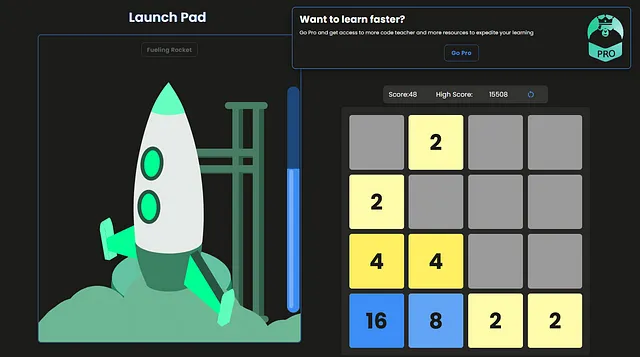 Launch Pad
Fueling Rocket
Want to learn faster?
Go Pro and get access to more code teacher and more resources to expedite your learning
Go Pro
PRO
Score:48 High Score: 15508
2
2
4 4
16 8 2 2